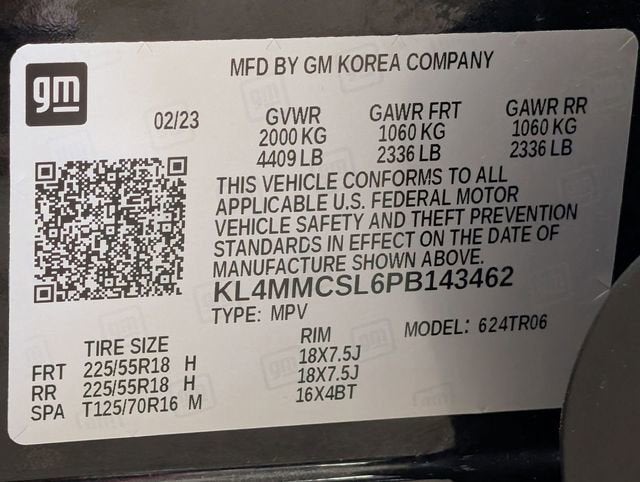 gm
MFD BY GM KOREA COMPANY
02/23
GVWR GAWR FRT GAWR RR
2000 KG 1060 KG 1060 KG
4409 LB 2336 LB 2336 LB
THIS VEHICLE CONFORMS TO ALL
APPLICABLE U.S. FEDERAL MOTOR
VEHICLE SAFETY AND THEFT PREVENTION
STANDARDS IN EFFECT ON THE DATE OF
MANUFACTURE SHOWN ABOVE.
KL4MMCSL6PB143462
TYPE: MPV MODEL: 624TR06
TIRE SIZE RIM
FRT 225/55R18 H 18X7.5J
RR 225/55R18 H 18X7.5J
SPA T125/70R16 M 16X4BT